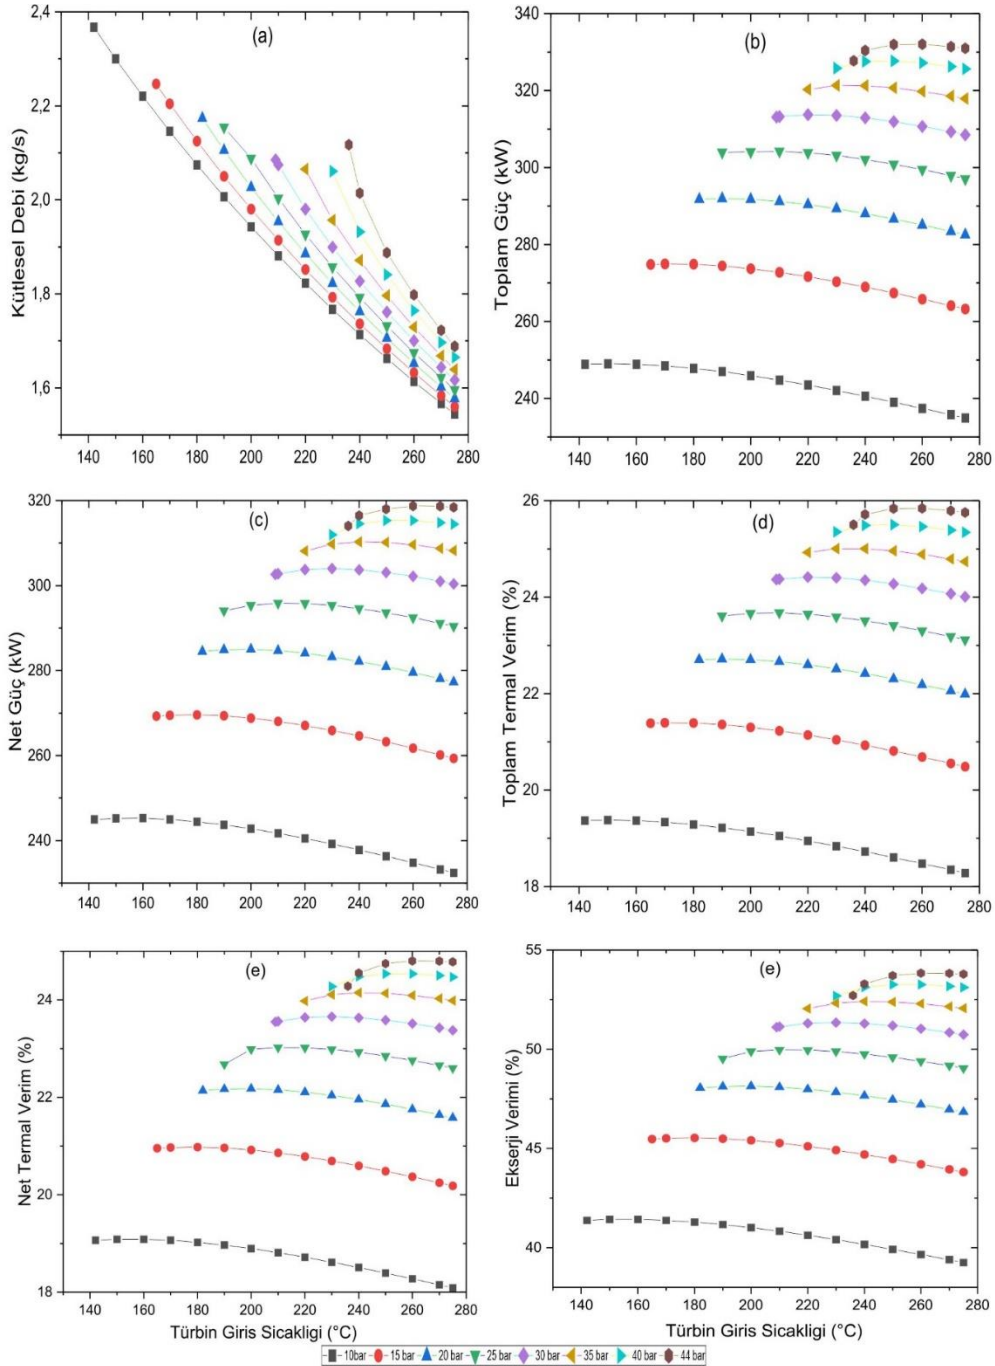 (a)
Kütlesel Debi (kg/s)
2,4
2,2
2,0
1,8
1,6
140 160 180 200 220 240 260 280
(b)
Toplam Güç (kW)
340
320
300
280
260
240
140 160 180 200 220 240 260 280
(c)
Net Güç (kW)
320
300
280
260
240
140 160 180 200 220 240 260 280
(d)
Toplam Termal Verim (%)
26
24
22
20
18
140 160 180 200 220 240 260 280
(e)
Net Termal Verim (%)
24
22
20
18
140 160 180 200 220 240 260 280
Türbin Giris Sicakligi (°C)
(e)
Ekserji Verimi (%)
55
50
45
40
140 160 180 200 220 240 260 280
Türbin Giris Sicakligi (°C)
10bar 15 bar 20 bar 25 bar 30 bar 35 bar 40 bar 44 bar